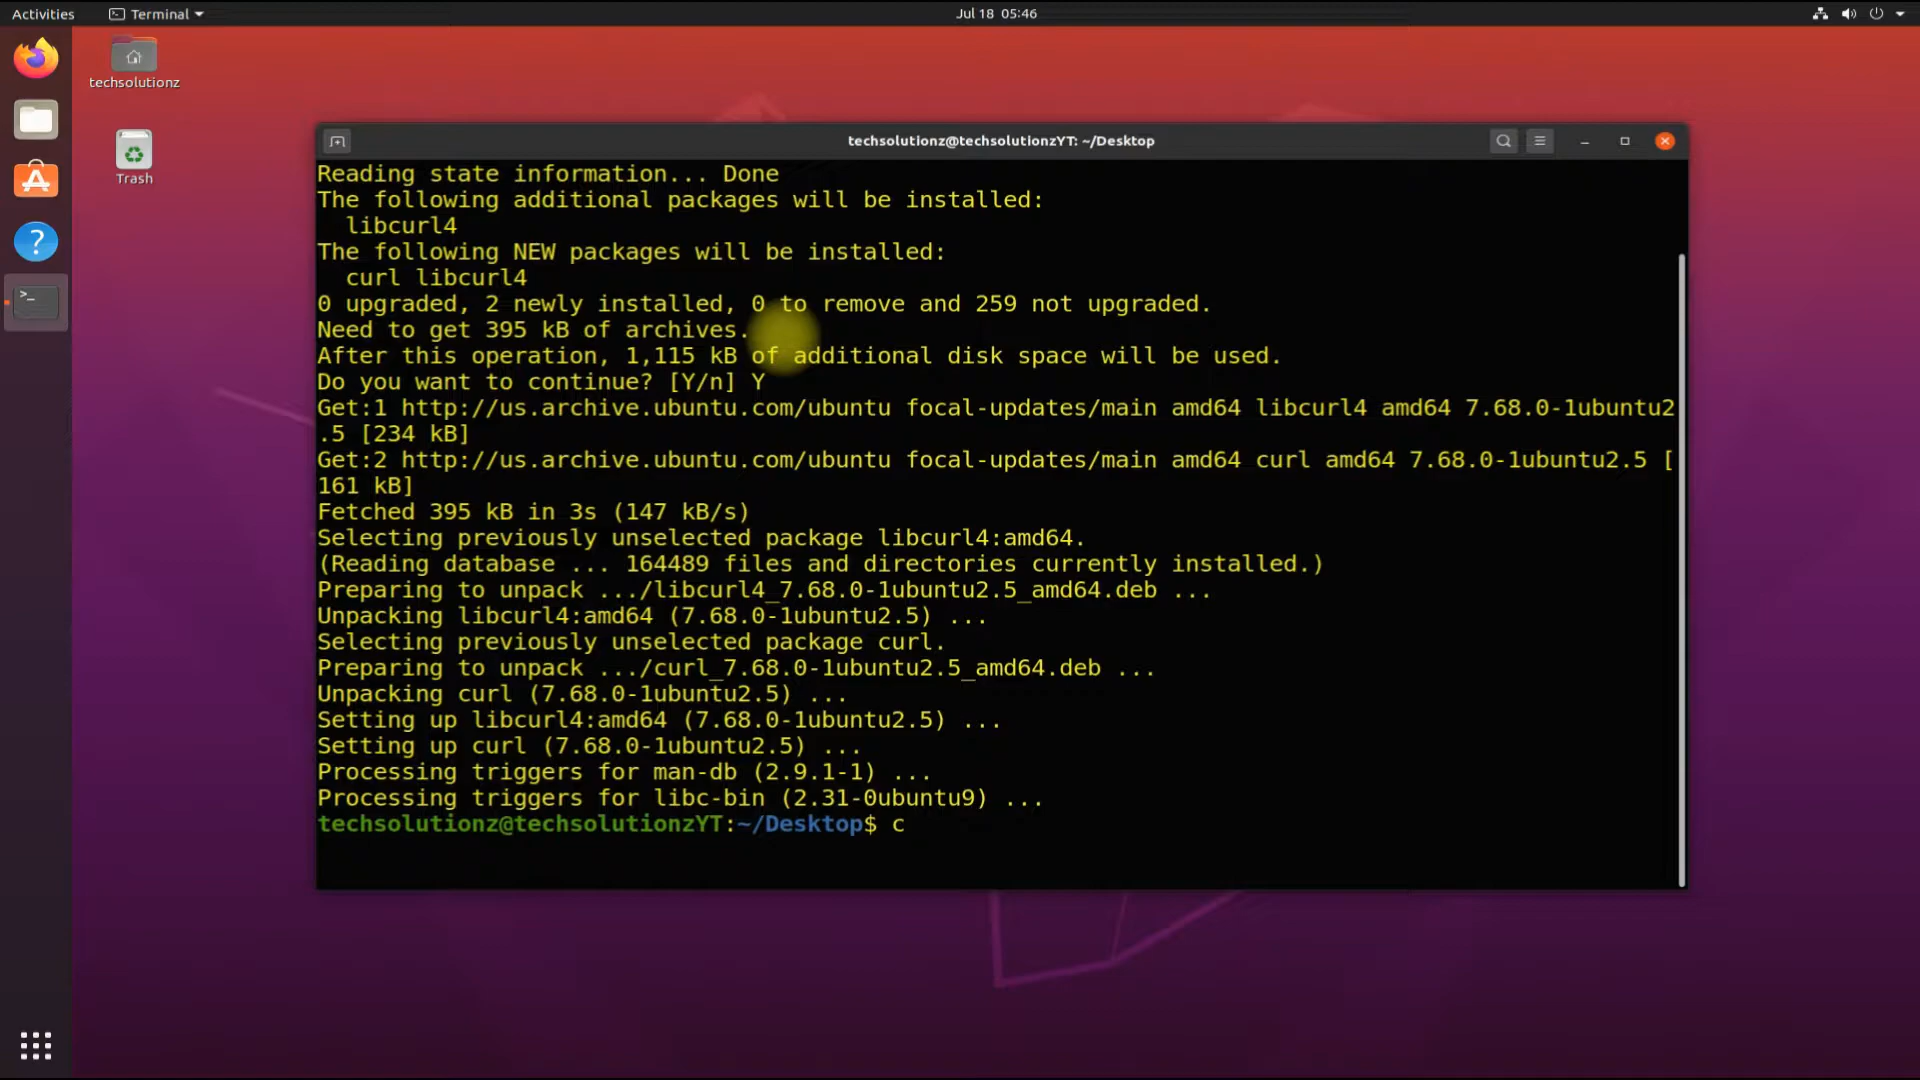 Activities
Terminal
Jul 18 05:46
techsolutionz
Trash
techsolutionz@techsolutionzYT: ~/Desktop
Reading state information... Done
The following additional packages will be installed:
  libcurl4
The following NEW packages will be installed:
  curl libcurl4
0 upgraded, 2 newly installed, 0 to remove and 259 not upgraded.
Need to get 395 kB of archives.
After this operation, 1,115 kB of additional disk space will be used.
Do you want to continue? [Y/n] Y
Get:1 http://us.archive.ubuntu.com/ubuntu focal-updates/main amd64 libcurl4 amd64 7.68.0-1ubuntu2
.5 [234 kB]
Get:2 http://us.archive.ubuntu.com/ubuntu focal-updates/main amd64 curl amd64 7.68.0-1ubuntu2.5 [
161 kB]
Fetched 395 kB in 3s (147 kB/s)
Selecting previously unselected package libcurl4:amd64.
(Reading database ... 164489 files and directories currently installed.)
Preparing to unpack .../libcurl4_7.68.0-1ubuntu2.5_amd64.deb ...
Unpacking libcurl4:amd64 (7.68.0-1ubuntu2.5) ...
Selecting previously unselected package curl.
Preparing to unpack .../curl_7.68.0-1ubuntu2.5_amd64.deb ...
Unpacking curl (7.68.0-1ubuntu2.5) ...
Setting up libcurl4:amd64 (7.68.0-1ubuntu2.5) ...
Setting up curl (7.68.0-1ubuntu2.5) ...
Processing triggers for man-db (2.9.1-1) ...
Processing triggers for libc-bin (2.31-0ubuntu9) ...
techsolutionz@techsolutionzYT:~/Desktop$ c